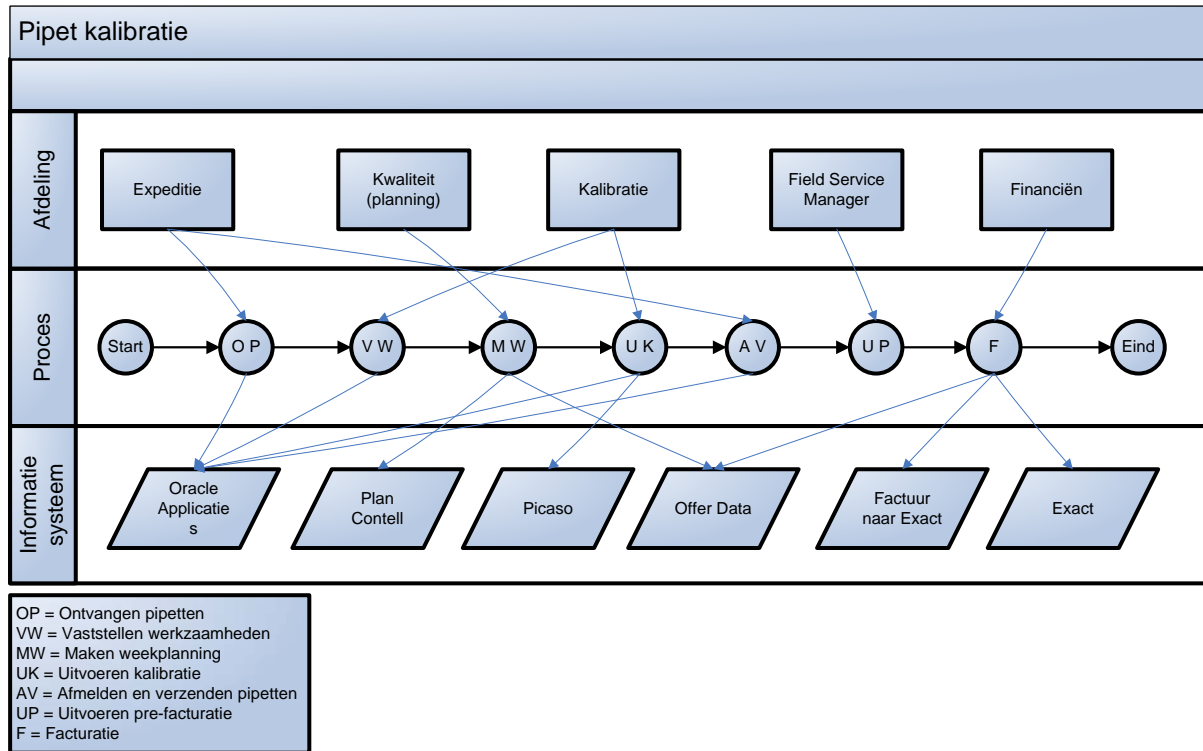 Pipet kalibratie
Afdeling
Expeditie
Kwaliteit
(planning)
Kalibratie
Field Service
Manager
Financiën
Proces
Start
O P
V W
M W
U K
A V
U P
F
Eind
Informatie
systeem
Oracle
Applicatie
s
Plan
Contell
Picaso
Offer Data
Factuur
naar Exact
Exact
OP = Ontvangen pipetten
VW = Vaststellen werkzaamheden
MW = Maken weekplanning
UK = Uitvoeren kalibratie
AV = Afmelden en verzenden pipetten
UP = Uitvoeren pre-facturatie
F = Facturatie